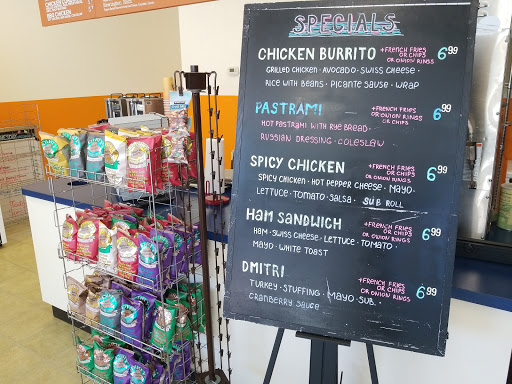 SPECIALS
CHICKEN BURRITO +FRENCH FRIES OR CHIPS OR ONION RINGS 6.99
GRILLED CHICKEN · AVOCADO · SWISS CHEESE ·
RICE WITH BEANS · PICANTE SAUSE · WRAP
PASTRAMI +FRENCH FRIES OR ONION RINGS OR CHIPS 6.99
HOT PASTRAMI WITH RYE BREAD ·
RUSSIAN DRESSING · COLESLAW
SPICY CHICKEN +FRENCH FRIES OR CHIPS OR ONION RINGS 6.99
SPICY CHICKEN · HOT PEPPER CHEESE · MAYO ·
LETTUCE · TOMATO · SALSA · SUB ROLL
HAM SANDWICH +FRENCH FRIES OR CHIPS OR ONION RINGS 6.99
HAM · SWISS CHEESE · LETTUCE · TOMATO ·
MAYO · WHITE TOAST
DMITRI +FRENCH FRIES OR CHIPS OR ONION RINGS 6.99
TURKEY · STUFFING · MAYO · SUB ·
CRANBERRY SAUCE